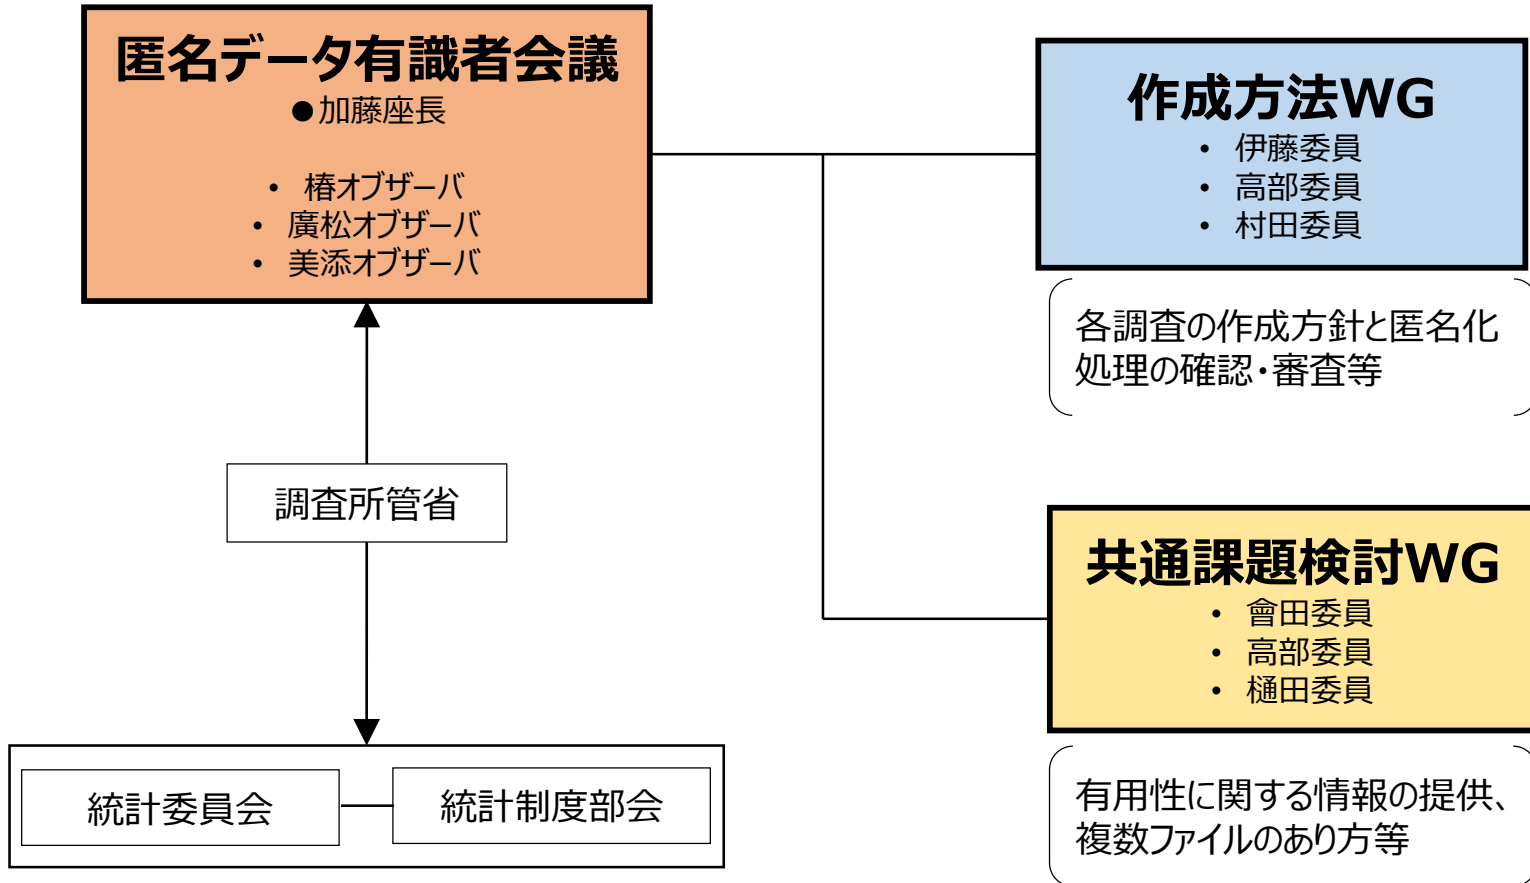 匿名データ有識者会議
●加藤座長
• 椿オブザーバ
• 廣松オブザーバ
• 美添オブザーバ
作成方法WG
• 伊藤委員
• 高部委員
• 村田委員
各調査の作成方針と匿名化
処理の確認・審査等
調査所管省
共通課題検討WG
• 會田委員
• 高部委員
• 樋田委員
有用性に関する情報の提供、
複数ファイルのあり方等
統計委員会
統計制度部会